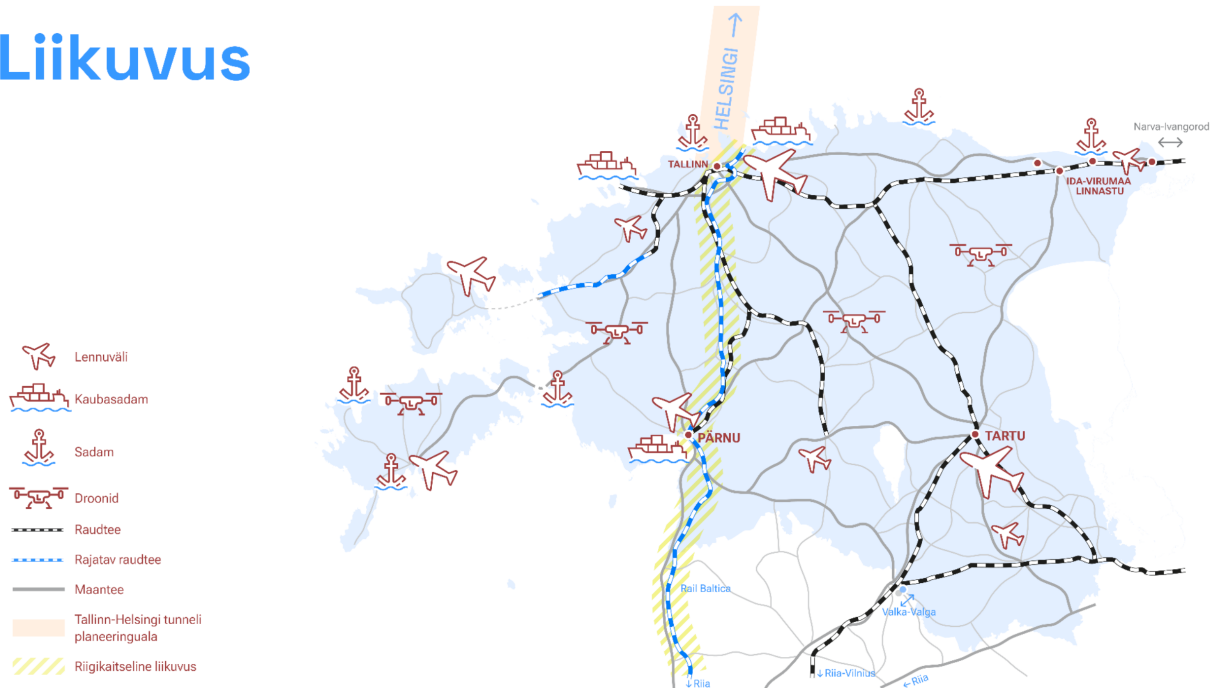 Liikuvus
HELSINGI
Narva-Ivangorod
TALLINN
IDA-VIRUMAA
LINNASTU
Lennuväli
Kaubasadam
Sadam
L
Droonid
Raudtee
Rajatav raudtee
Maantee
Tallinn-Helsingi tunneli
planeeringuala
Riigikaitseline liikuvus
L
L
L
L
PÄRNU
TARTU
Rail Baltica
Valka-Valga
↓Riia
↓Riia-Vilnius
←Riia